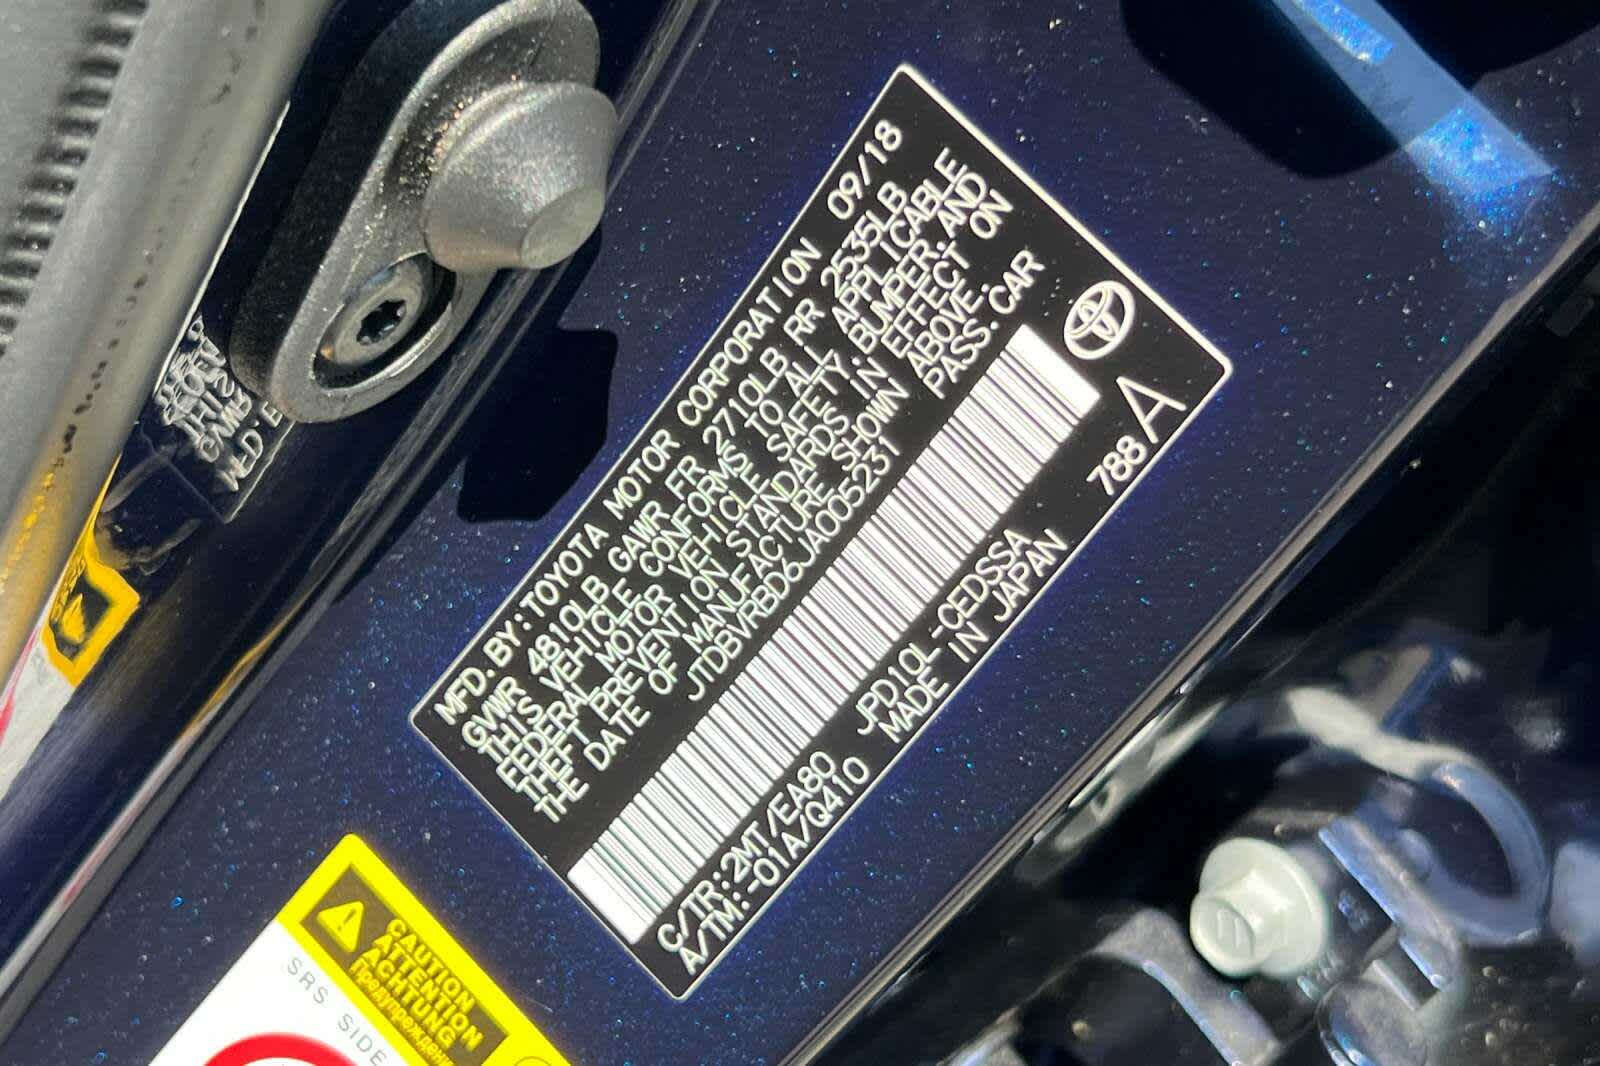 MFD. BY: TOYOTA MOTOR CORPORATION 09/18
GVWR 4810LB GAWR FR 2710LB RR 2535LB
THIS VEHICLE CONFORMS TO ALL APPLICABLE
FEDERAL MOTOR VEHICLE SAFETY, BUMPER, AND
THEFT PREVENTION STANDARDS IN EFFECT ON
THE DATE OF MANUFACTURE SHOWN ABOVE.
JTDBVRBD6JA005231 PASS. CAR
C/TR:2MT/EA80 JPD10L-CEDSSA 788 A
A/TM:-01A/Q410 MADE IN JAPAN
CAUTION
ATTENTION
ACHTUNG
SRS SIDE
11